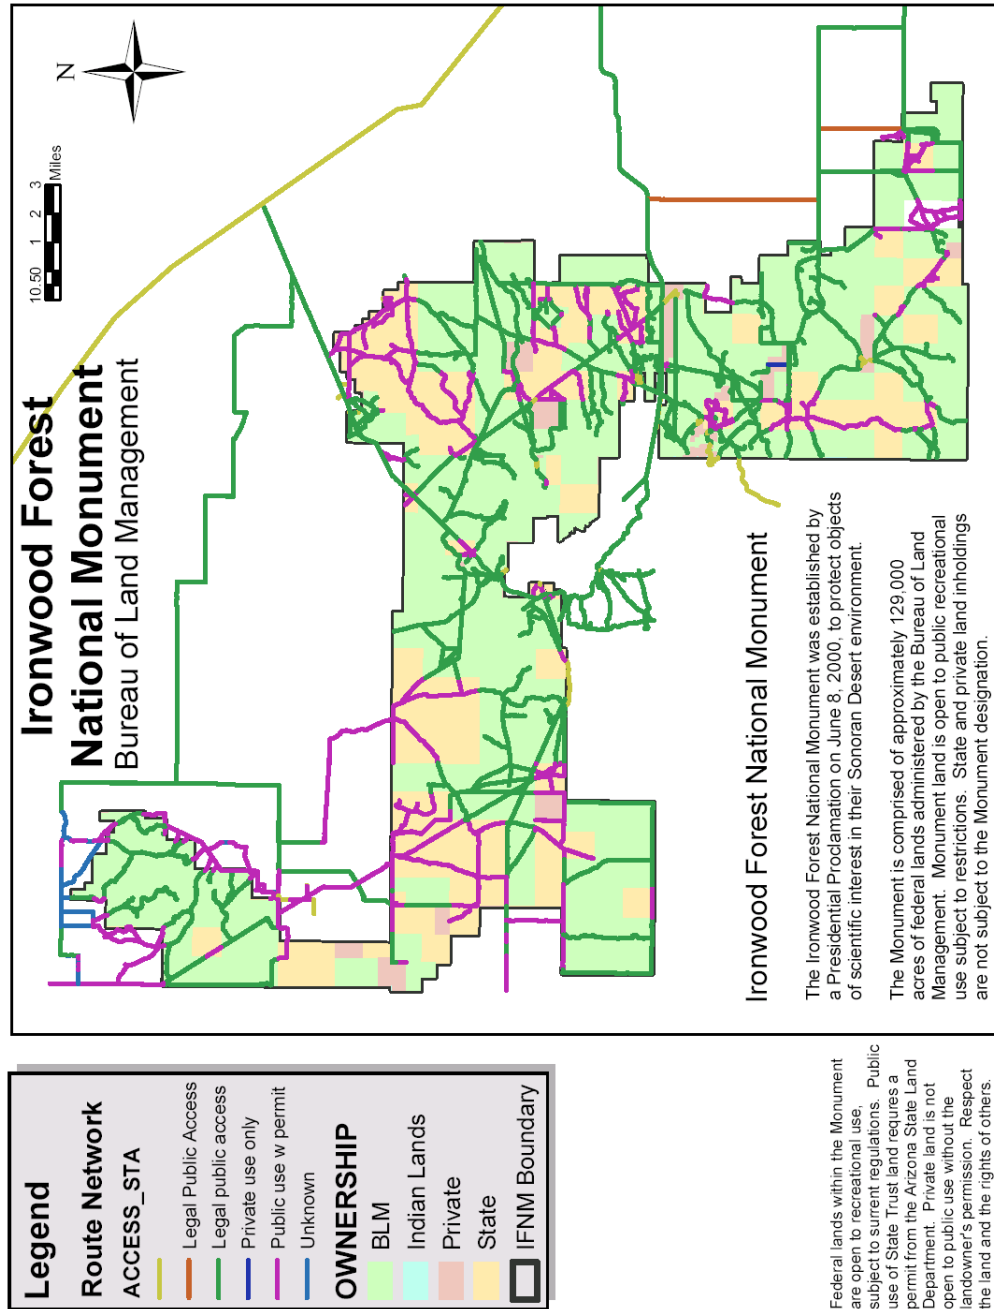 Ironwood Forest
National Monument
Bureau of Land Management
N
10.50 1 2 3
Miles
Ironwood Forest National Monument
The Ironwood Forest National Monument was established by
a Presidential Proclamation on June 8, 2000, to protect objects
of scientific interest in their Sonoran Desert environment.
The Monument is comprised of approximately 129,000
acres of federal lands administered by the Bureau of Land
Management. Monument land is open to public recreational
use subject to restrictions. State and private land inholdings
are not subject to the Monument designation.
Legend
Route Network
ACCESS_STA
Legal Public Access
Legal public access
Private use only
Public use w permit
Unknown
OWNERSHIP
BLM
Indian Lands
Private
State
IFNM Boundary
Federal lands within the Monument
are open to recreational use,
subject to surrent regulations. Public
use of State Trust land requres a
permit from the Arizona State Land
Department. Private land is not
open to public use without the
landowner's permission. Respect
the land and the rights of others.